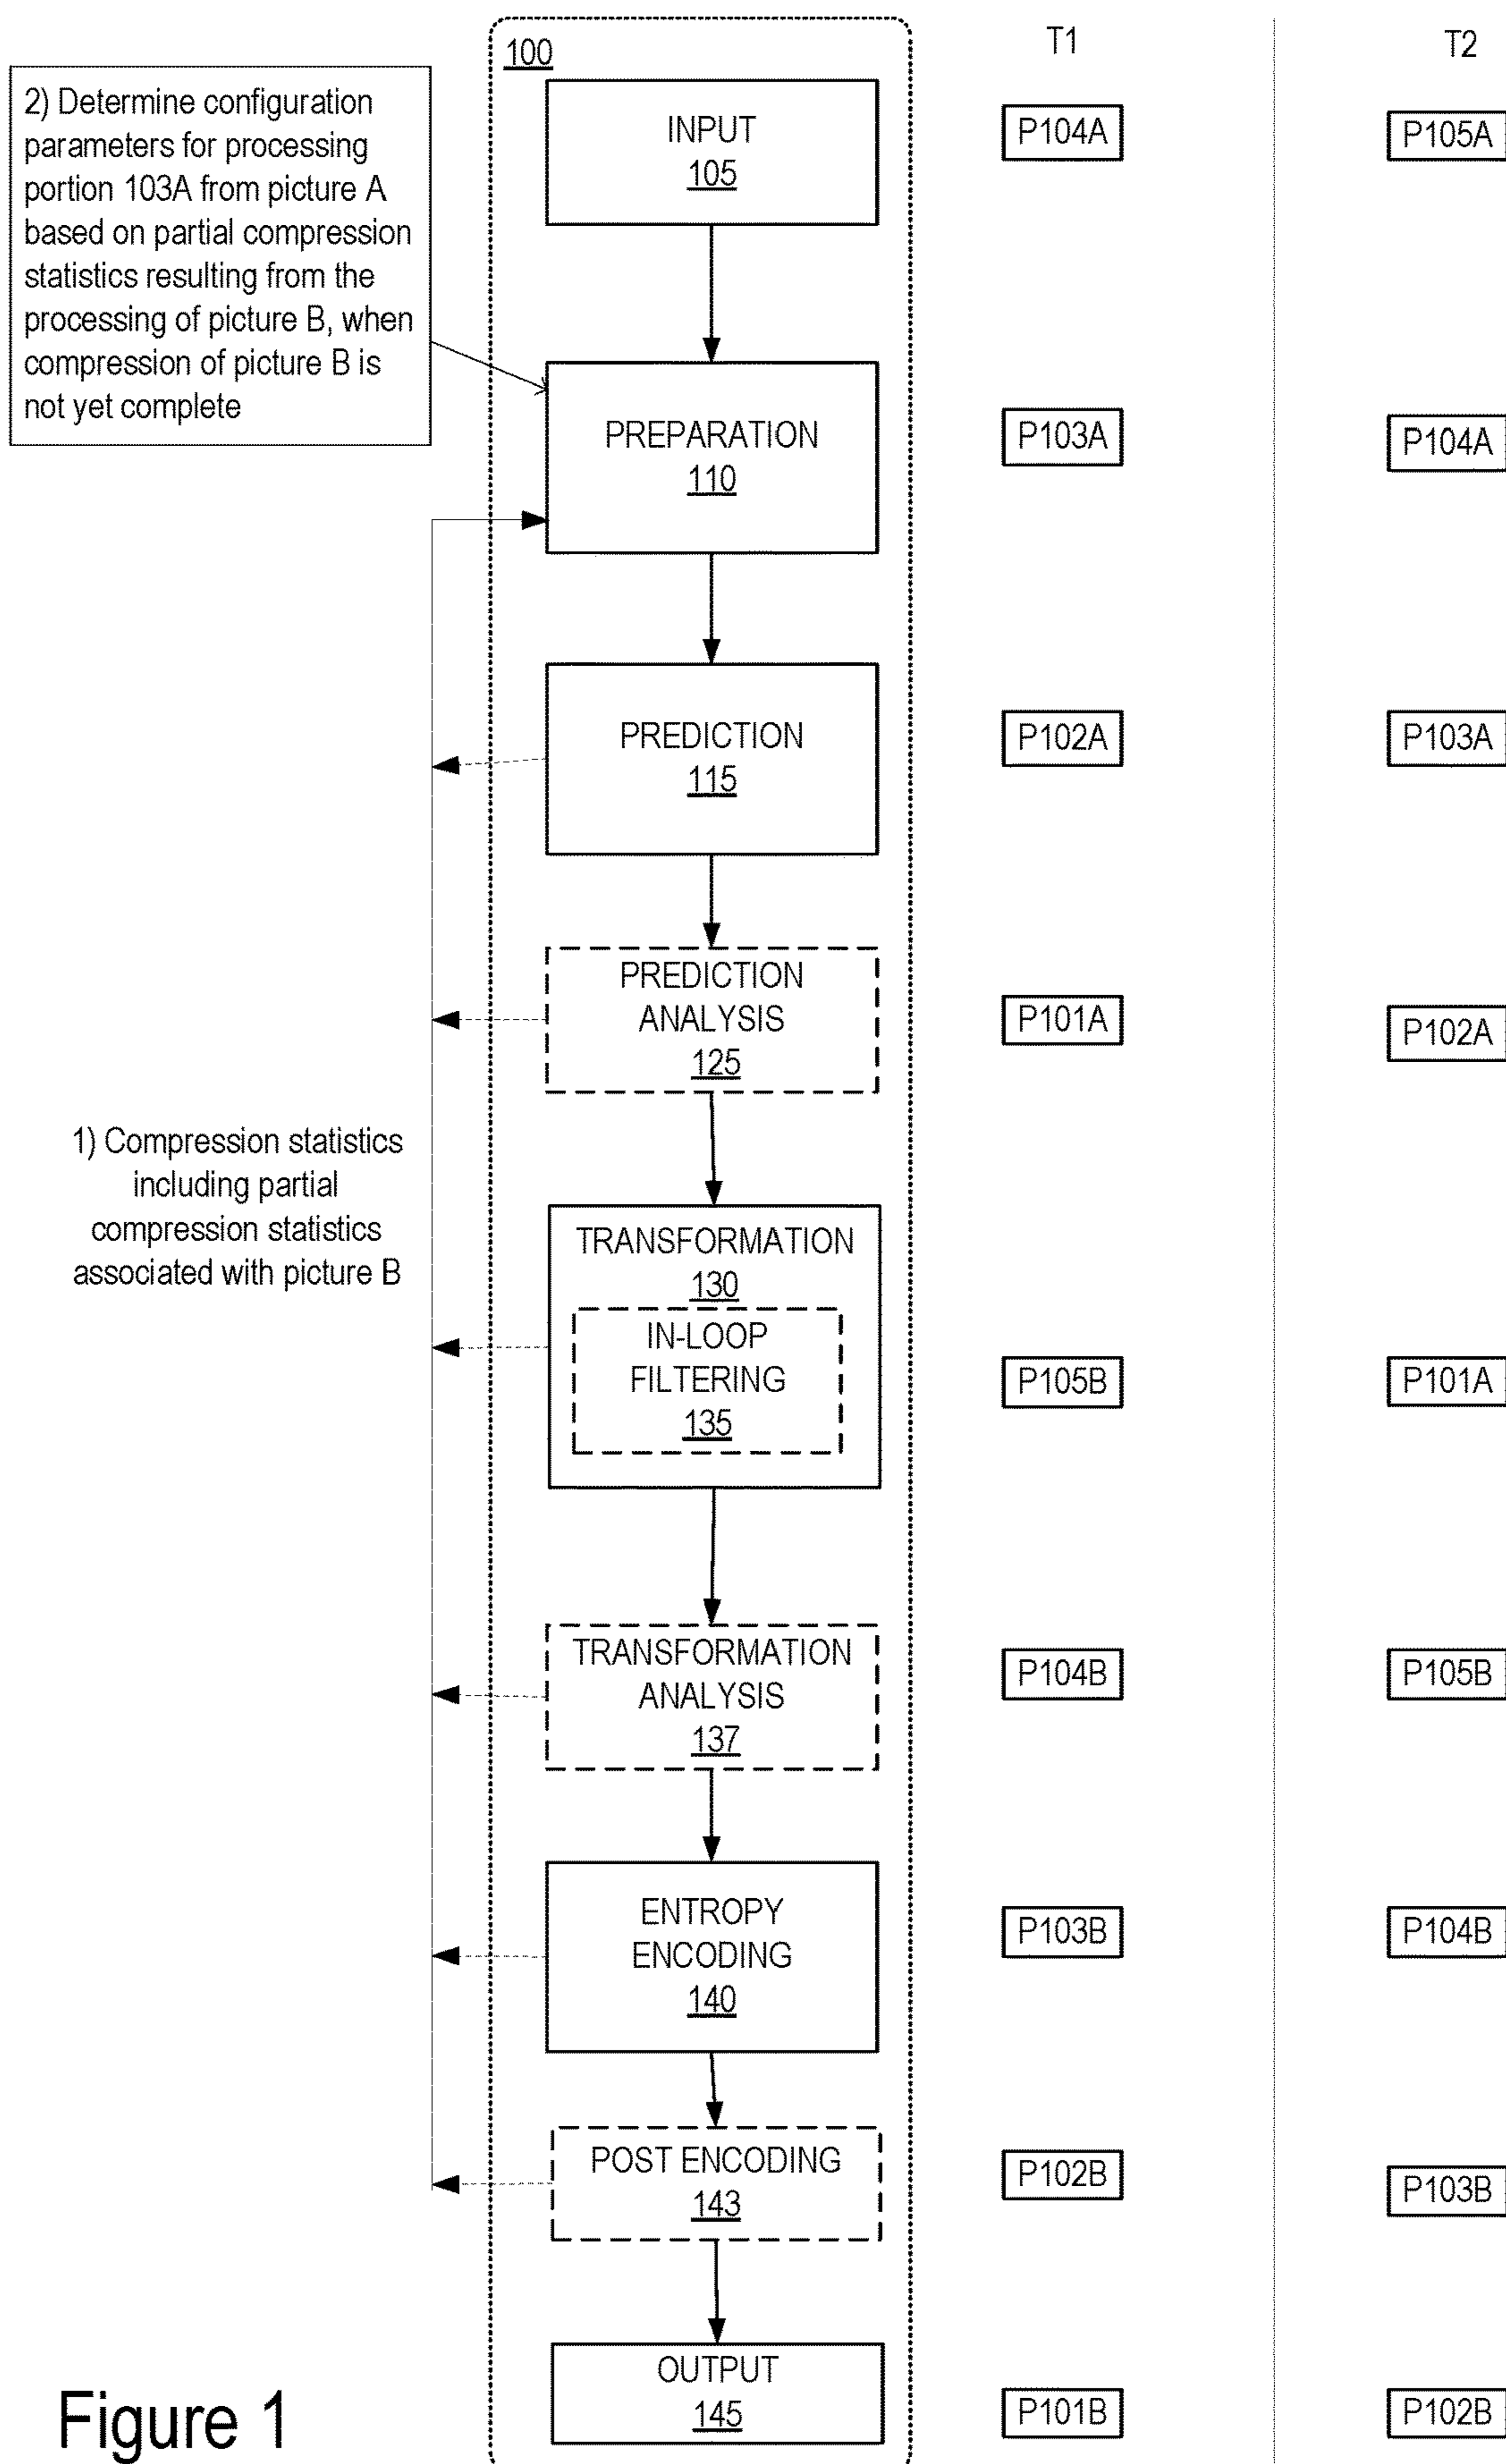 100
T1
T2
2) Determine configuration
parameters for processing
portion 103A from picture A
based on partial compression
statistics resulting from the
processing of picture B, when
compression of picture B is
not yet complete
INPUT
105
P104A
P105A
PREPARATION
110
P103A
P104A
PREDICTION
115
P102A
P103A
PREDICTION
ANALYSIS
125
P101A
P102A
1) Compression statistics
including partial
compression statistics
associated with picture B
TRANSFORMATION
130
IN-LOOP
FILTERING
135
P105B
P101A
TRANSFORMATION
ANALYSIS
137
P104B
P105B
ENTROPY
ENCODING
140
P103B
P104B
POST ENCODING
143
P102B
P103B
OUTPUT
145
P101B
P102B
Figure 1